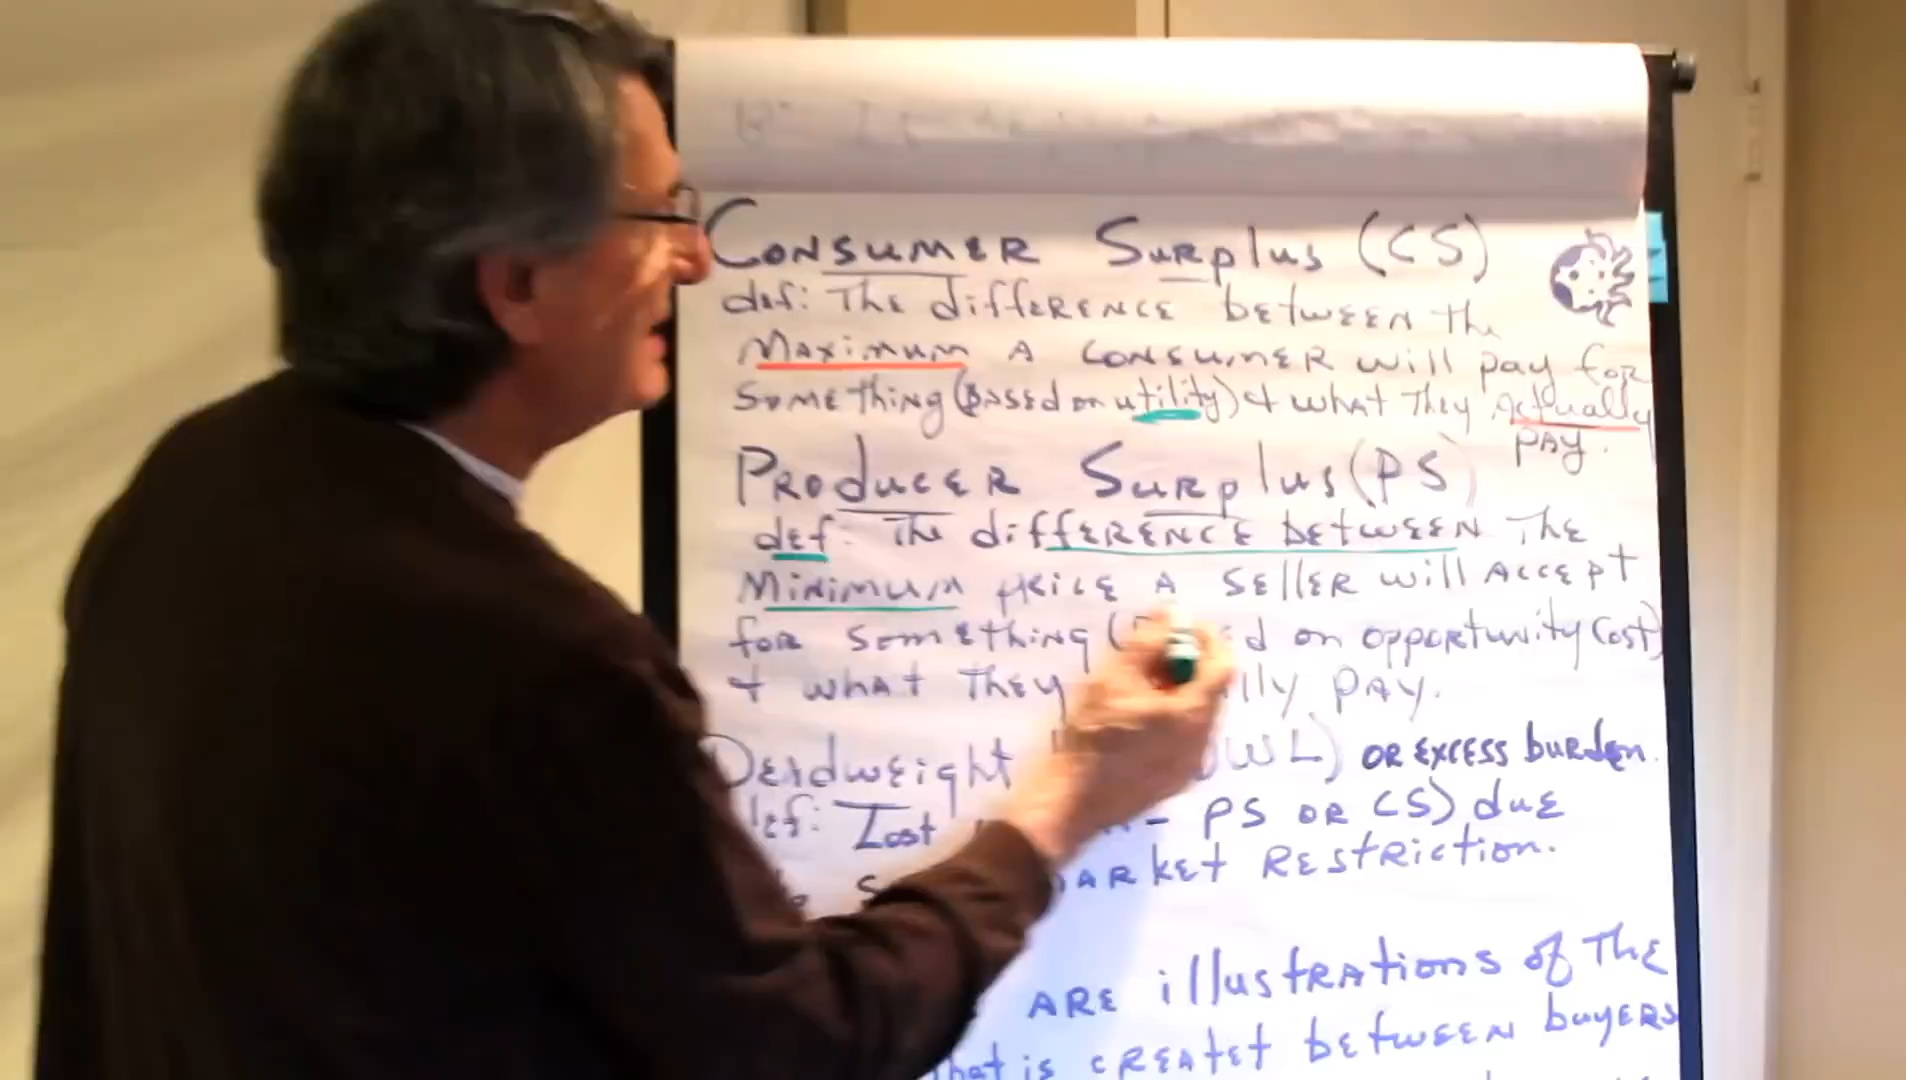 Consumer Surplus (CS)
def: The difference between the
Maximum a consumer will pay for
something (based on utility) & what they actually
pay.
Producer Surplus (PS)
def: The difference between the
Minimum price a seller will accept
for something ( on opportunity cost)
& what they pay.
Deadweight WL) or excess burden.
def: Lost - PS or CS) due
market restriction.
are illustrations of the
that is createt between buyers